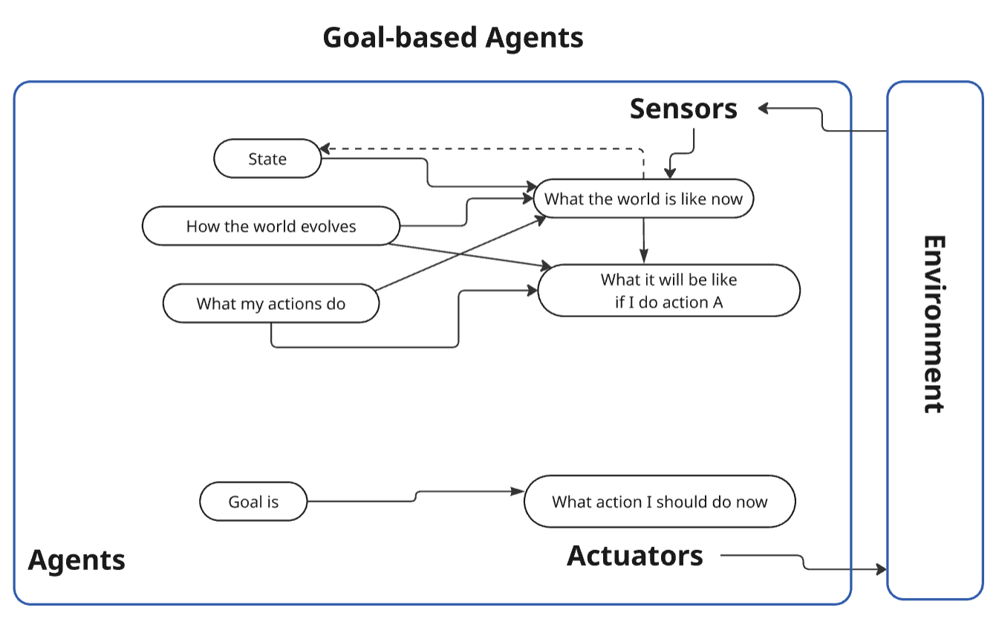 Goal-based Agents
Sensors
State
What the world is like now
How the world evolves
What it will be like
if I do action A
What my actions do
Environment
Goal is
What action I should do now
Agents
Actuators